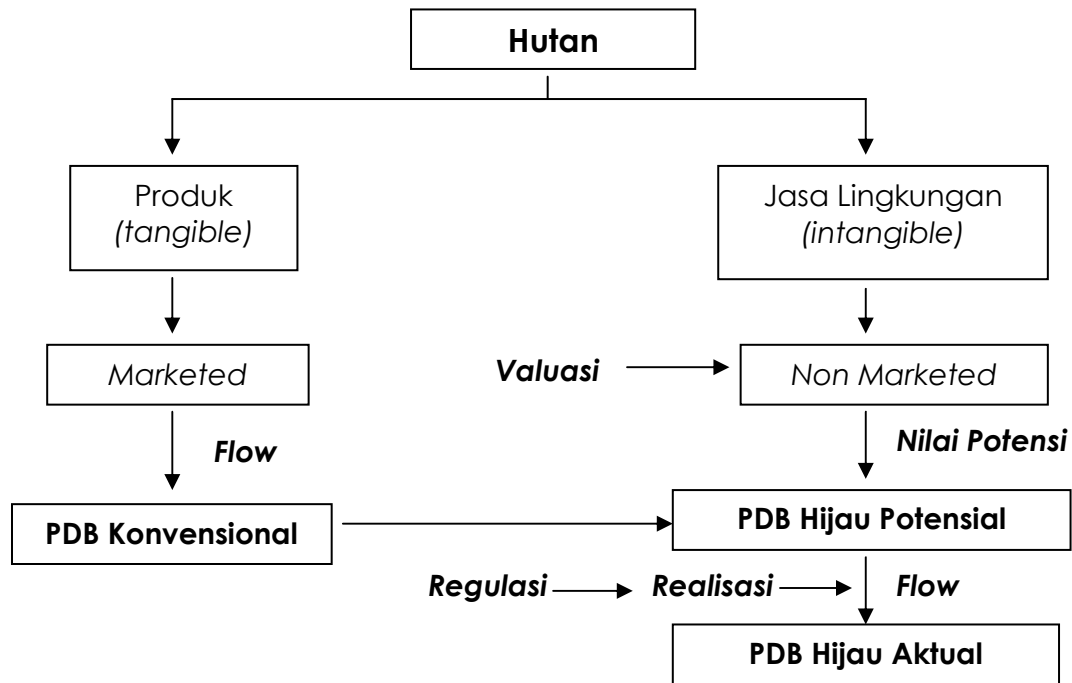 Hutan
Produk
(tangible)
Jasa Lingkungan
(intangible)
Marketed
Valuasi
Non Marketed
Flow
Nilai Potensi
PDB Konvensional
PDB Hijau Potensial
Regulasi
Realisasi
Flow
PDB Hijau Aktual